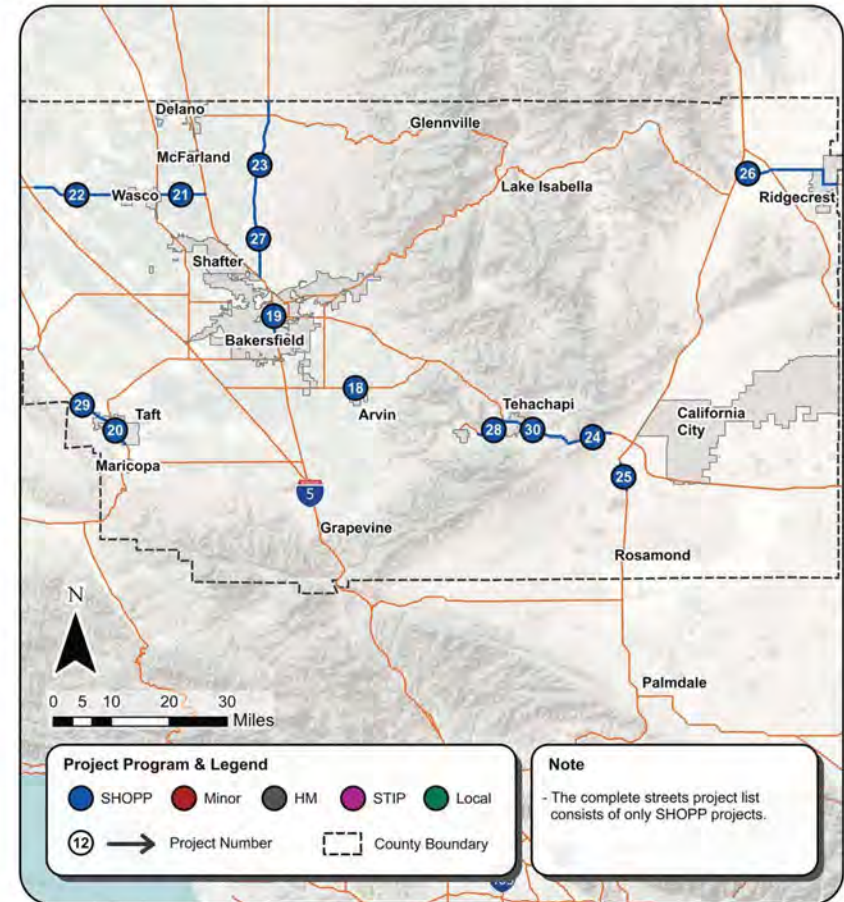 Delano
Glennville
McFarland
23
Lake Isabella
26
Ridgecrest
22
Wasco
21
27
Shafter
19
Bakersfield
18
Arvin
29
Taft
20
Maricopa
Tehachapi
28
30
24
California
City
25
5
Grapevine
Rosamond
N
Palmdale
0 5 10 20 30
Miles
Project Program & Legend
SHOPP Minor HM STIP Local
12 Project Number County Boundary
Note
- The complete streets project list
consists of only SHOPP projects.